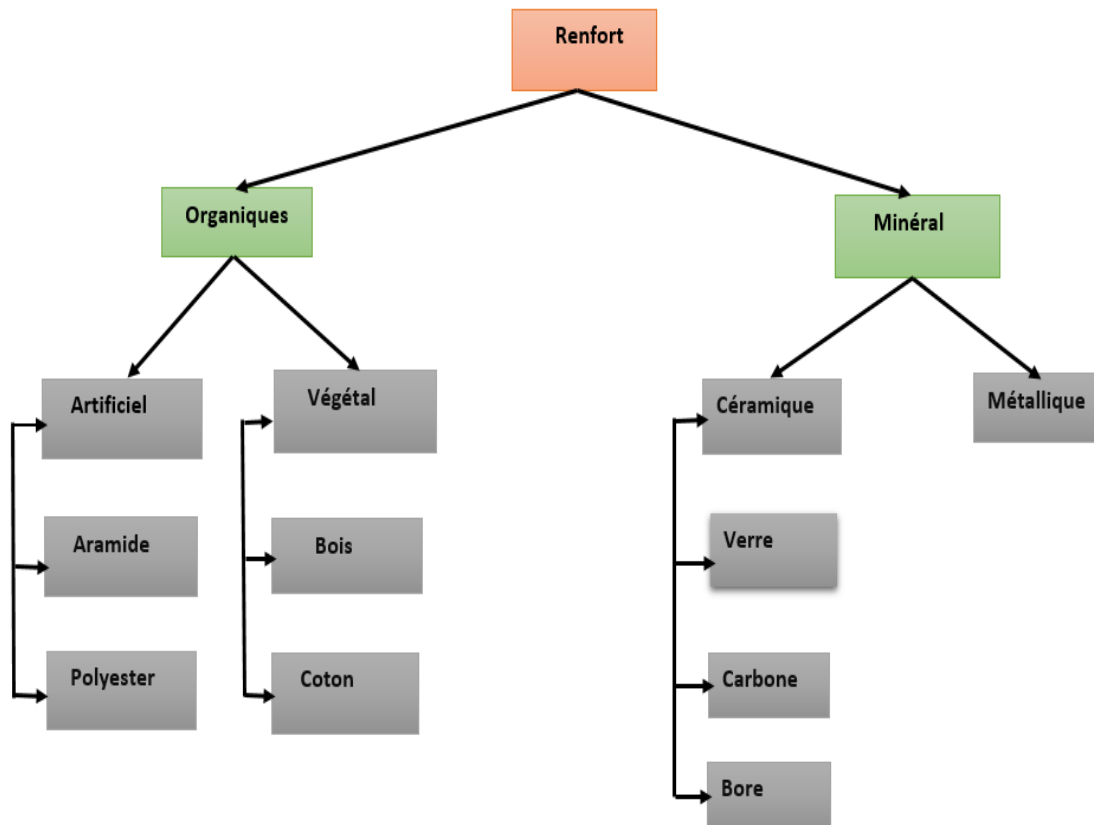 Renfort
Organiques
Minéral
Artificiel
Végétal
Céramique
Métallique
Aramide
Bois
Verre
Polyester
Coton
Carbone
Bore